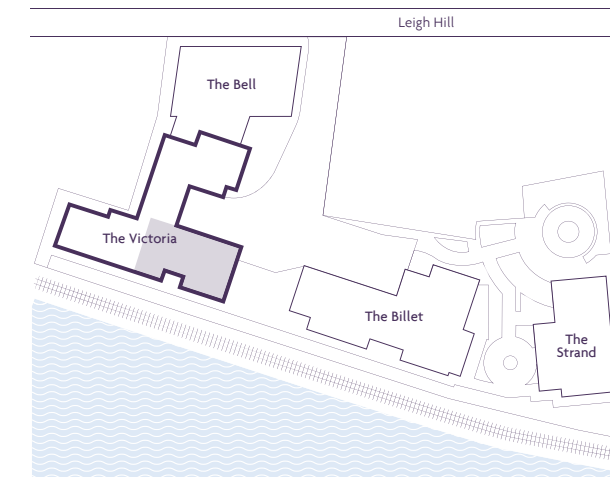 Leigh Hill
The Bell
The Victoria
The Billet
The
Strand